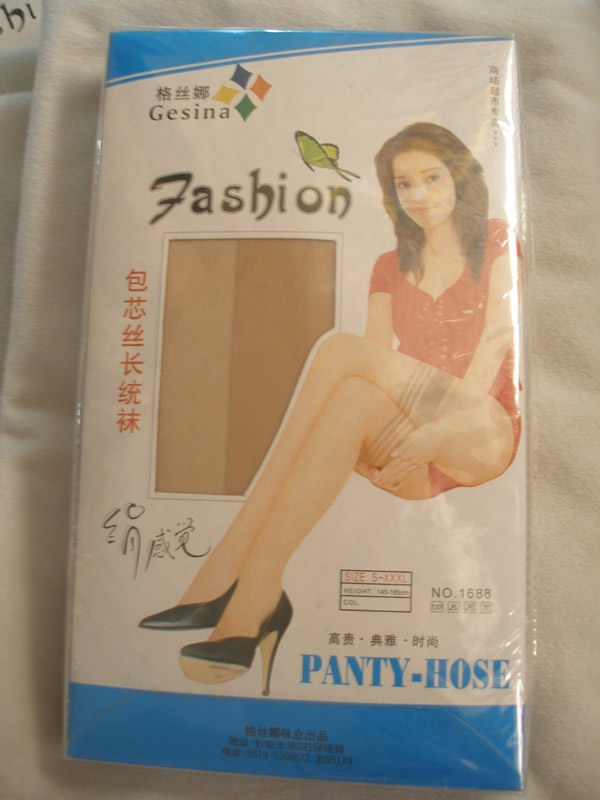 格丝娜
Gesina
Fashion
包芯丝长统袜
绢感觉
SIZE: S-XXXL
HEIGHT: 145-185cm
COL.
NO.1688
高贵·典雅·时尚
PANTY-HOSE
格丝娜袜业出品